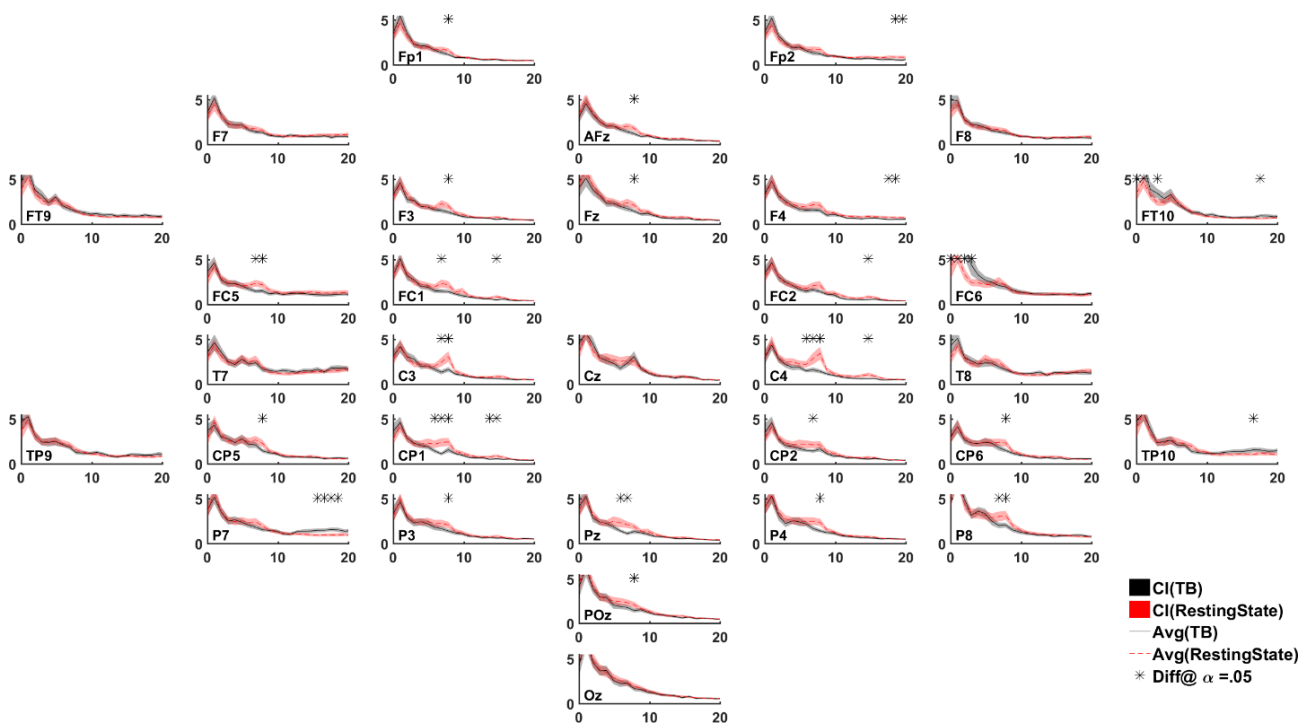 5 5
Fp1 Fp2
0 0
0 10 20 0 10 20
5 5 5
F7 AFz F8
0 0 0
0 10 20 0 10 20 0 10 20
5 5 5 5 5
FT9 F3 Fz F4 FT10
0 0 0 0 0
0 10 20 0 10 20 0 10 20 0 10 20 0 10 20
5 5 5 5
FC5 FC1 FC2 FC6
0 0 0 0
0 10 20 0 10 20 0 10 20 0 10 20
5 5 5 5 5
T7 C3 Cz C4 T8
0 0 0 0 0
0 10 20 0 10 20 0 10 20 0 10 20 0 10 20
5 5 5 5 5 5
TP9 CP5 CP1 CP2 CP6 TP10
0 0 0 0 0 0
0 10 20 0 10 20 0 10 20 0 10 20 0 10 20 0 10 20
5 5 5 5 5
P7 P3 Pz P4 P8
0 0 0 0 0
0 10 20 0 10 20 0 10 20 0 10 20 0 10 20
5
POz
0
0 10 20
5
Oz
0
0 10 20
CI(TB)
CI(RestingState)
Avg(TB)
Avg(RestingState)
Diff@ α =.05